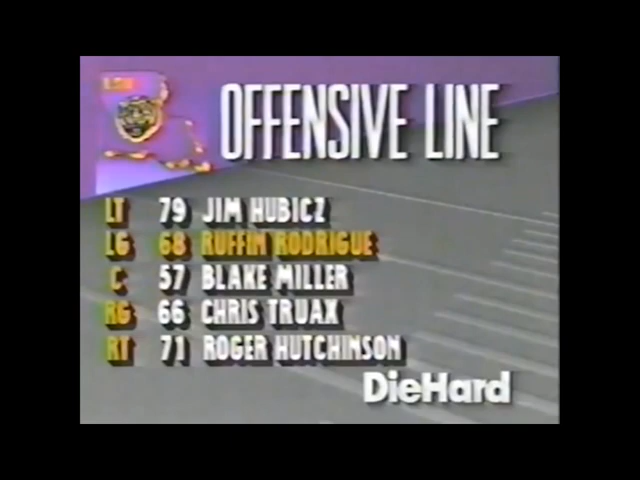 LSU
OFFENSIVE LINE
LT 79 JIM HUBICZ
LG 68 RUFFIN RODRIGUE
C 57 BLAKE MILLER
RG 66 CHRIS TRUAX
RT 71 ROGER HUTCHINSON
DieHard